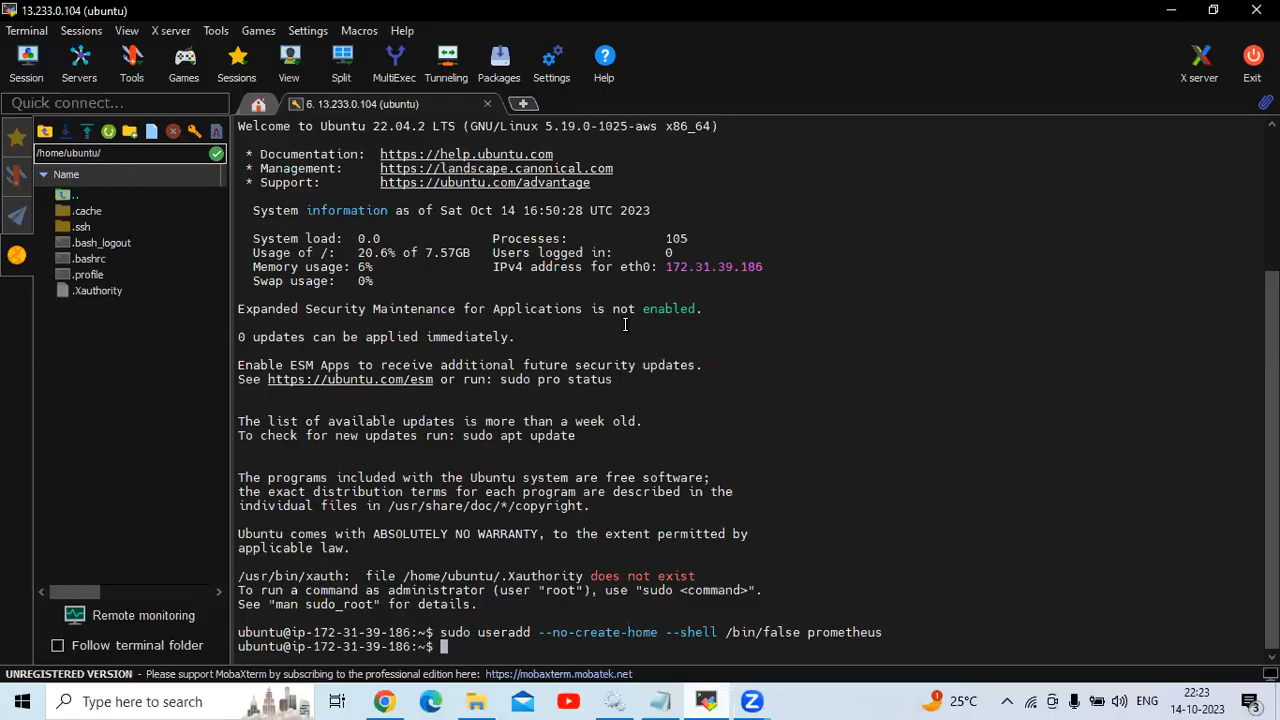 13.233.0.104 (ubuntu)
Terminal Sessions View X server Tools Games Settings Macros Help
Session Servers Tools Games Sessions View Split MultiExec Tunneling Packages Settings Help X server Exit
Quick connect...
6. 13.233.0.104 (ubuntu)
/home/ubuntu/
Name
..
.cache
.ssh
.bash_logout
.bashrc
.profile
.Xauthority
Remote monitoring
Follow terminal folder
Welcome to Ubuntu 22.04.2 LTS (GNU/Linux 5.19.0-1025-aws x86_64)
* Documentation: https://help.ubuntu.com
* Management: https://landscape.canonical.com
* Support: https://ubuntu.com/advantage
System information as of Sat Oct 14 16:50:28 UTC 2023
System load: 0.0 Processes: 105
Usage of /: 20.6% of 7.57GB Users logged in: 0
Memory usage: 6% IPv4 address for eth0: 172.31.39.186
Swap usage: 0%
Expanded Security Maintenance for Applications is not enabled.
0 updates can be applied immediately.
Enable ESM Apps to receive additional future security updates.
See https://ubuntu.com/esm or run: sudo pro status
The list of available updates is more than a week old.
To check for new updates run: sudo apt update
The programs included with the Ubuntu system are free software;
the exact distribution terms for each program are described in the
individual files in /usr/share/doc/*/copyright.
Ubuntu comes with ABSOLUTELY NO WARRANTY, to the extent permitted by
applicable law.
/usr/bin/xauth: file /home/ubuntu/.Xauthority does not exist
To run a command as administrator (user "root"), use "sudo <command>".
See "man sudo_root" for details.
ubuntu@ip-172-31-39-186:~$ sudo useradd --no-create-home --shell /bin/false prometheus
ubuntu@ip-172-31-39-186:~$
UNREGISTERED VERSION - Please support MobaXterm by subscribing to the professional edition here: https://mobaxterm.mobatek.net
Type here to search
1
25°C
ENG
22:23
14-10-2023
3